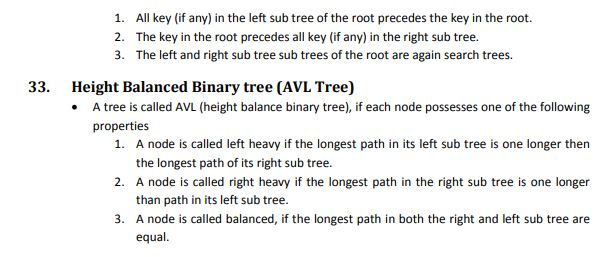 1. All key (if any) in the left sub tree of the root precedes the key in the root.
2. The key in the root precedes all key (if any) in the right sub tree.
3. The left and right sub tree sub trees of the root are again search trees.
33. Height Balanced Binary tree (AVL Tree)
• A tree is called AVL (height balance binary tree), if each node possesses one of the following
properties
1. A node is called left heavy if the longest path in its left sub tree is one longer then
the longest path of its right sub tree.
2. A node is called right heavy if the longest path in the right sub tree is one longer
than path in its left sub tree.
3. A node is called balanced, if the longest path in both the right and left sub tree are
equal.